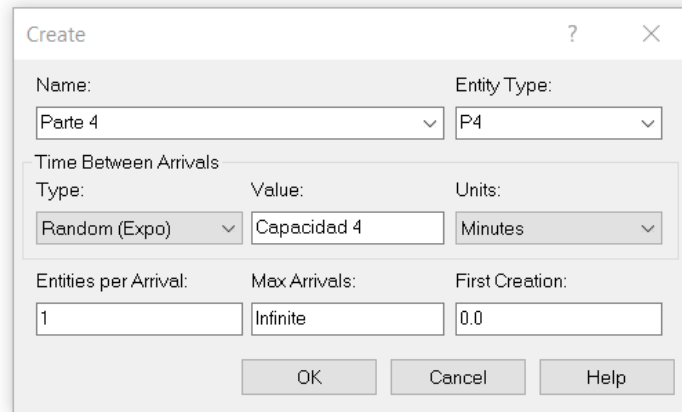 Create ?
Name: Entity Type:
Parte 4 P4
Time Between Arrivals
Type: Value: Units:
Random (Expo) Capacidad 4 Minutes
Entities per Arrival: Max Arrivals: First Creation:
1 Infinite 0.0
OK Cancel Help